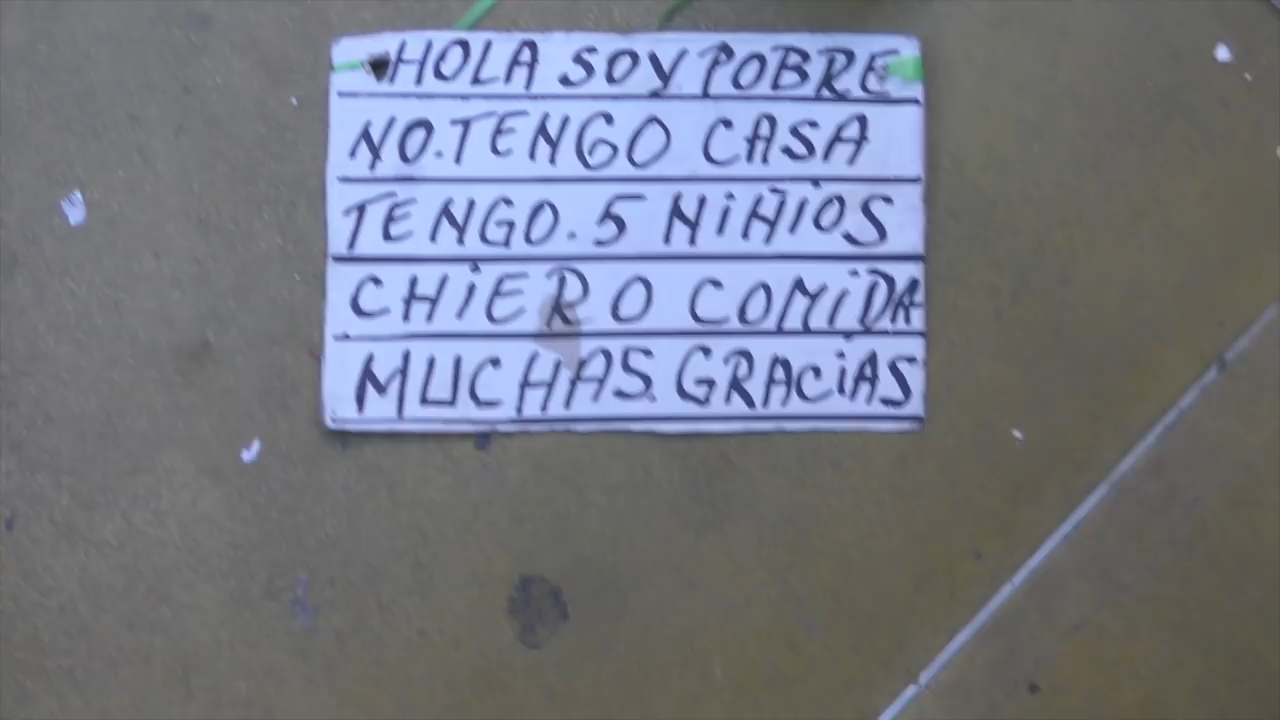 HOLA SOY POBRE
NO.TENGO CASA
TENGO. 5 NiÑiOS
CHiERO COMiDA
MUCHAS. GRACiAS